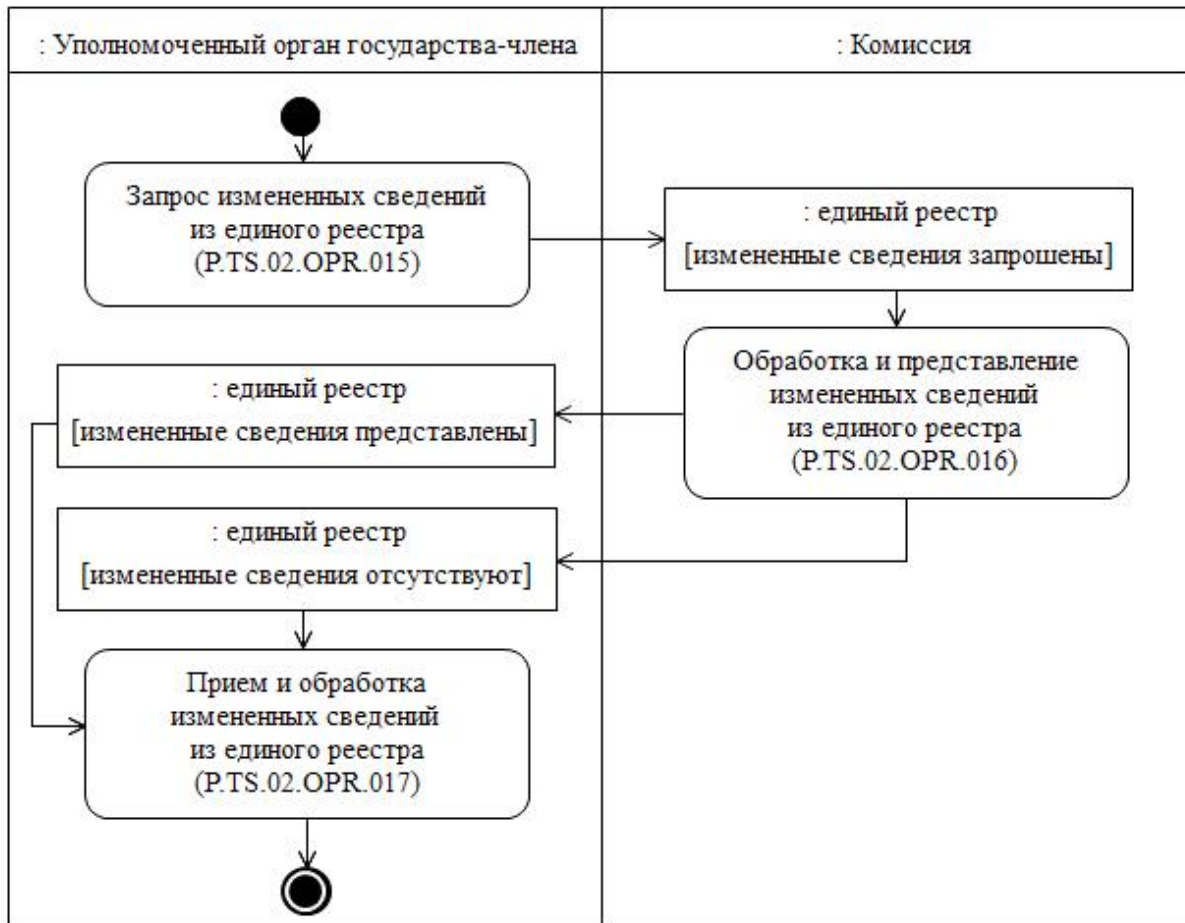 : Уполномоченный орган государства-члена
: Комиссия
Запрос измененных сведений
из единого реестра
(P.TS.02.OPR.015)
: единый реестр
[измененные сведения запрошены]
Обработка и представление
измененных сведений
из единого реестра
(P.TS.02.OPR.016)
: единый реестр
[измененные сведения представлены]
: единый реестр
[измененные сведения отсутствуют]
Прием и обработка
измененных сведений
из единого реестра
(P.TS.02.OPR.017)